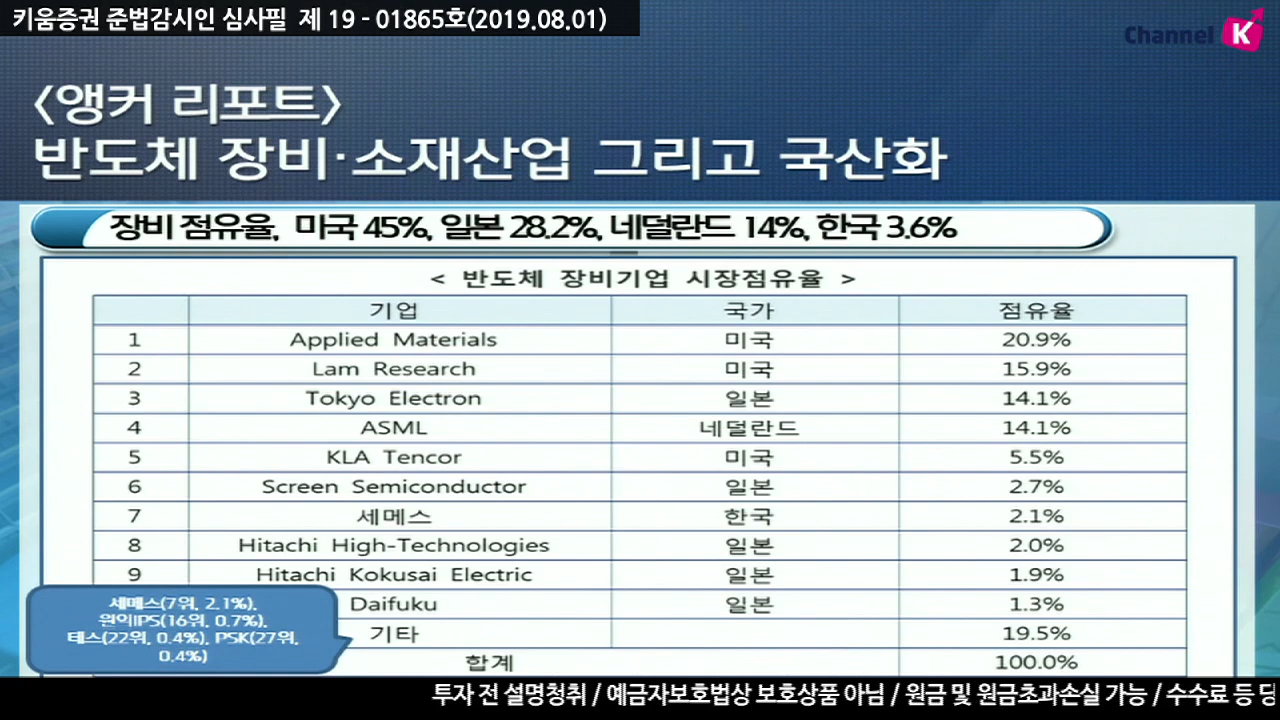 키움증권 준법감시인 심사필 제 19 - 01865호(2019.08.01)
Channel K
<앵커 리포트>
반도체 장비·소재산업 그리고 국산화
장비 점유율, 미국 45%, 일본 28.2%, 네덜란드 14%, 한국 3.6%
< 반도체 장비기업 시장점유율 >
기업 국가 점유율
1 Applied Materials 미국 20.9%
2 Lam Research 미국 15.9%
3 Tokyo Electron 일본 14.1%
4 ASML 네덜란드 14.1%
5 KLA Tencor 미국 5.5%
6 Screen Semiconductor 일본 2.7%
7 세메스 한국 2.1%
8 Hitachi High-Technologies 일본 2.0%
9 Hitachi Kokusai Electric 일본 1.9%
Daifuku 일본 1.3%
기타 19.5%
합계 100.0%
세메스(7위, 2.1%),
원익IPS(16위, 0.7%),
테스(22위, 0.4%), PSK(27위,
0.4%)
투자 전 설명청취 / 예금자보호법상 보호상품 아님 / 원금 및 원금초과손실 가능 / 수수료 등